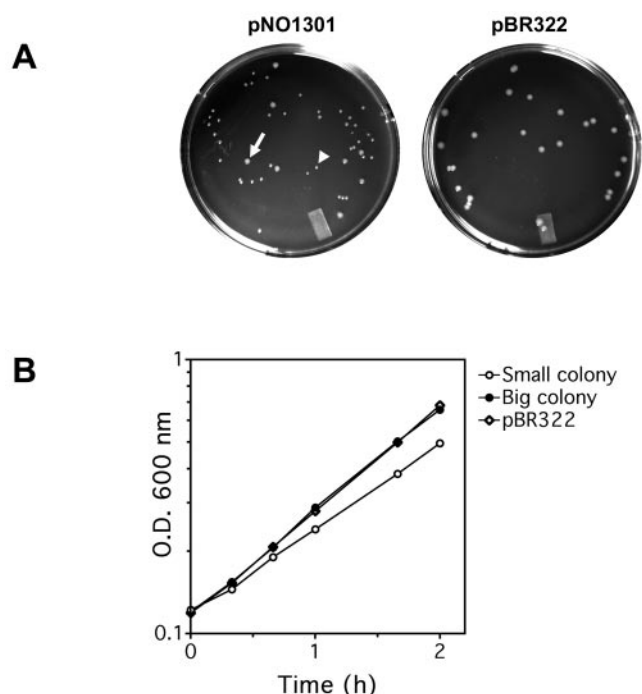 pNO1301
pBR322
A
B
1
Small colony
Big colony
pBR322
O.D. 600 nm
0.1
0
1
2
Time (h)